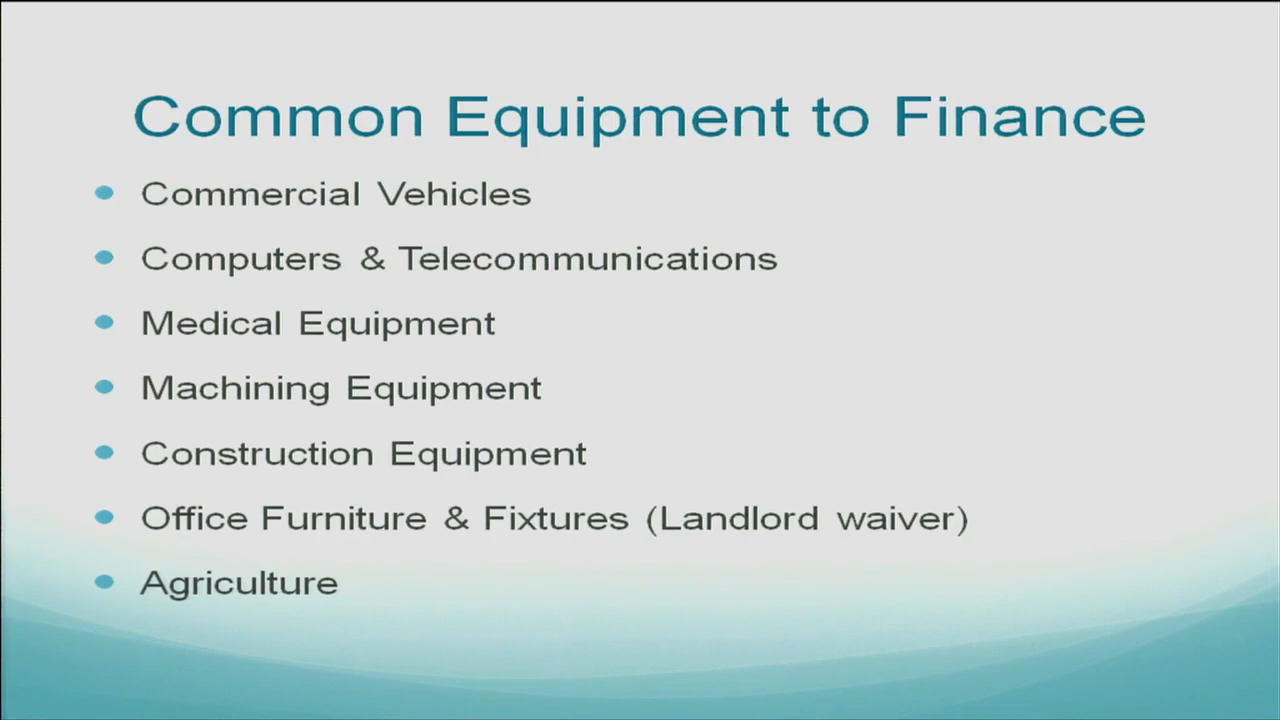 Common Equipment to Finance
Commercial Vehicles
Computers & Telecommunications
Medical Equipment
Machining Equipment
Construction Equipment
Office Furniture & Fixtures (Landlord waiver)
Agriculture